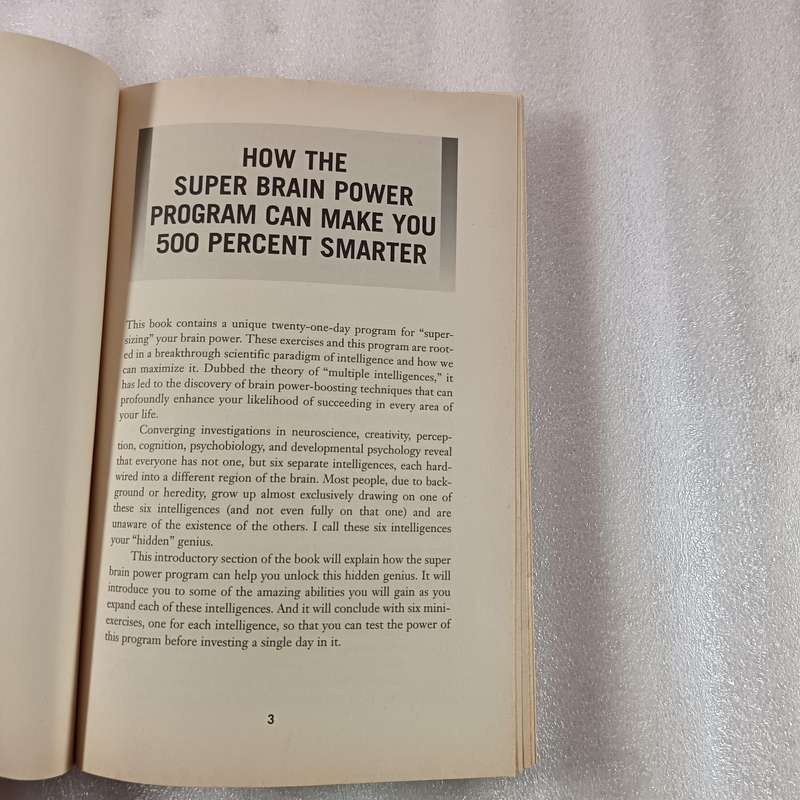 HOW THE
SUPER BRAIN POWER
PROGRAM CAN MAKE YOU
500 PERCENT SMARTER
This book contains a unique twenty-one-day program for “super-
sizing” your brain power. These exercises and this program are root-
ed in a breakthrough scientific paradigm of intelligence and how we
can maximize it. Dubbed the theory of “multiple intelligences,” it
has led to the discovery of brain power-boosting techniques that can
profoundly enhance your likelihood of succeeding in every area of
your life.
Converging investigations in neuroscience, creativity, percep-
tion, cognition, psychobiology, and developmental psychology reveal
that everyone has not one, but six separate intelligences, each hard-
wired into a different region of the brain. Most people, due to back-
ground or heredity, grow up almost exclusively drawing on one of
these six intelligences (and not even fully on that one) and are
unaware of the existence of the others. I call these six intelligences
your “hidden” genius.
This introductory section of the book will explain how the super
brain power program can help you unlock this hidden genius. It will
introduce you to some of the amazing abilities you will gain as you
expand each of these intelligences. And it will conclude with six mini-
exercises, one for each intelligence, so that you can test the power of
this program before investing a single day in it.
3